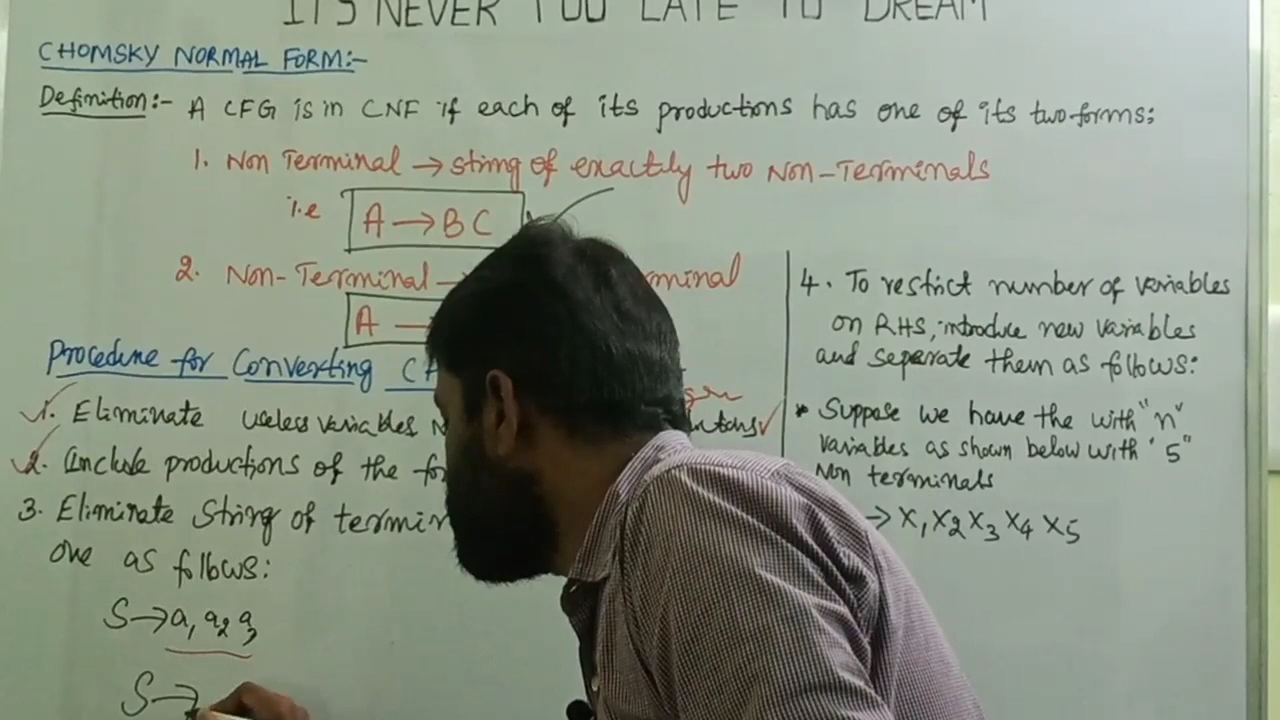 IT'S NEVER TOO LATE TO DREAM
CHOMSKY NORMAL FORM:-
Definition:- A CFG is in CNF if each of its productions has one of its two forms:
1. Non Terminal → string of exactly two Non-Terminals
i.e A → BC
2. Non-Terminal
A
Procedure for Converting
1. Eliminate useless variables
2. Include productions of the
3. Eliminate String of
one as follows:
S → a1 a2 a3
S →
4. To restrict number of variables
on RHS, introduce new variables
and separate them as follows:
* Suppose we have the with "n"
variables as shown below with "5"
Non terminals
→ X1 X2 X3 X4 X5